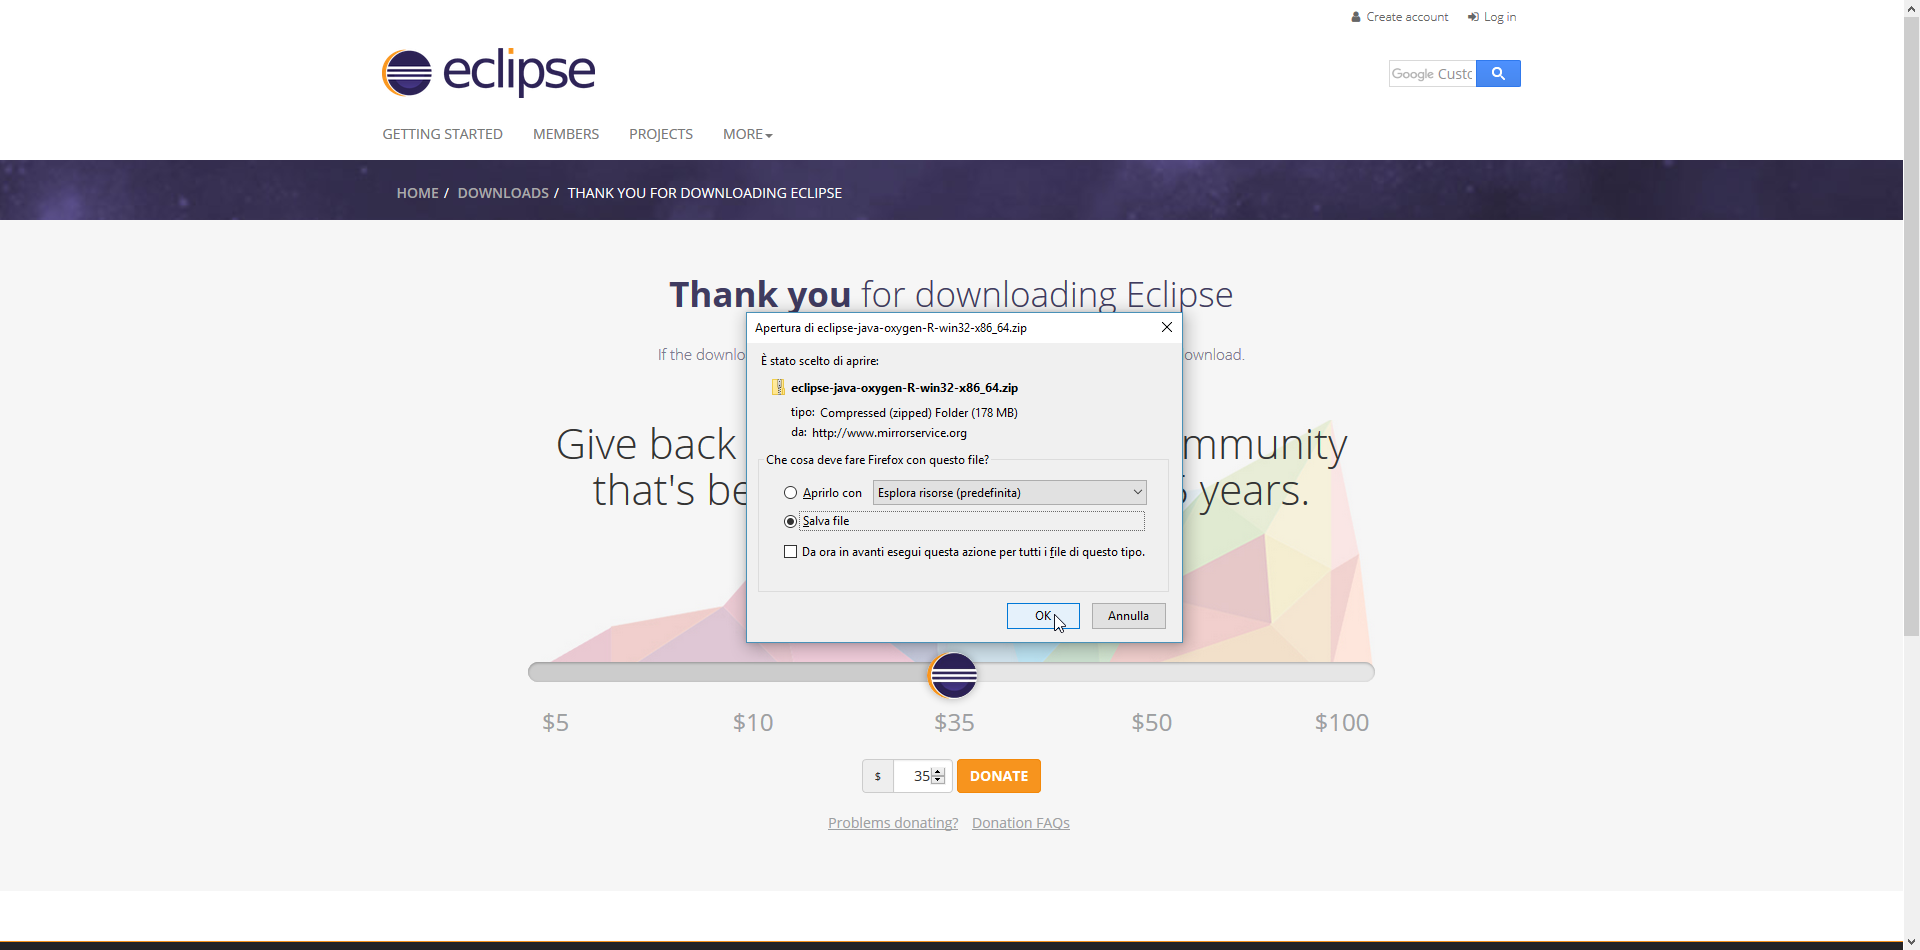 Create account Log in
eclipse
Google Custc
GETTING STARTED MEMBERS PROJECTS MORE
HOME / DOWNLOADS / THANK YOU FOR DOWNLOADING ECLIPSE
Thank you for downloading Eclipse
If the downlo ownload.
Give back mmunity
that's be years.
Apertura di eclipse-java-oxygen-R-win32-x86_64.zip
È stato scelto di aprire:
eclipse-java-oxygen-R-win32-x86_64.zip
tipo: Compressed (zipped) Folder (178 MB)
da: http://www.mirrorservice.org
Che cosa deve fare Firefox con questo file?
Aprirlo con Esplora risorse (predefinita)
Salva file
Da ora in avanti esegui questa azione per tutti i file di questo tipo.
OK Annulla
$5 $10 $35 $50 $100
$ 35 DONATE
Problems donating? Donation FAQs